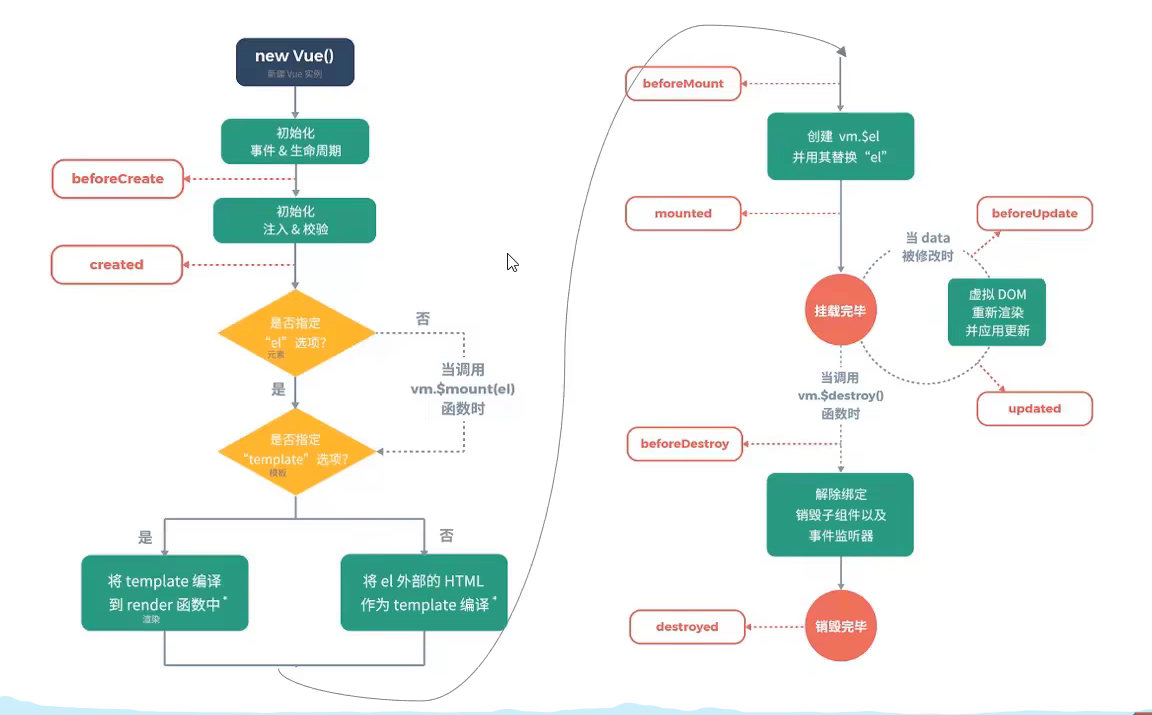 new Vue()
新建 Vue 实例
初始化
事件 & 生命周期
beforeCreate
初始化
注入 & 校验
created
是否指定
“el”选项?
元素
否
当调用
vm.$mount(el)
函数时
是
是否指定
“template”选项?
模板
是
否
将 template 编译
到 render 函数中*
渲染
将 el 外部的 HTML
作为 template 编译*
beforeMount
创建 vm.$el
并用其替换“el”
mounted
beforeUpdate
当 data
被修改时
挂载完毕
虚拟 DOM
重新渲染
并应用更新
当调用
vm.$destroy()
函数时
updated
beforeDestroy
解除绑定
销毁子组件以及
事件监听器
destroyed
销毁完毕